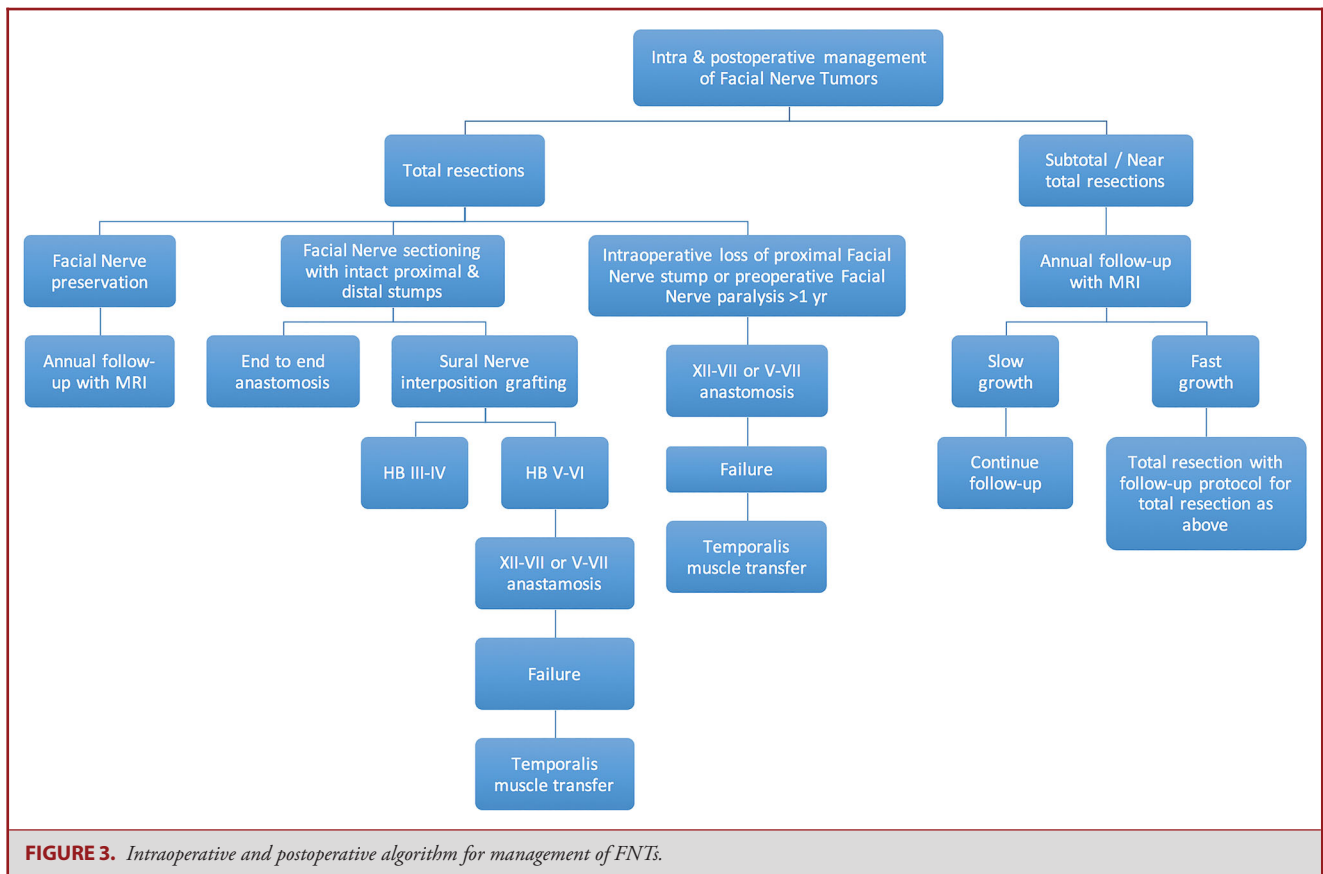 Intra & postoperative management
of Facial Nerve Tumors
Total resections
Subtotal / Near
total resections
Facial Nerve
preservation
Facial Nerve sectioning
with intact proximal &
distal stumps
Intraoperative loss of proximal Facial
Nerve stump or preoperative Facial
Nerve paralysis >1 yr
Annual follow-up
with MRI
Annual follow-
up with MRI
End to end
anastomosis
Sural Nerve
interposition grafting
XII-VII or V-VII
anastomosis
Slow
growth
Fast
growth
HB III-IV
HB V-VI
Failure
Continue
follow-up
Total resection with
follow-up protocol for
total resection as
above
XII-VII or V-VII
anastamosis
Temporalis
muscle transfer
Failure
Temporalis
muscle transfer
FIGURE 3. Intraoperative and postoperative algorithm for management of FNTs.